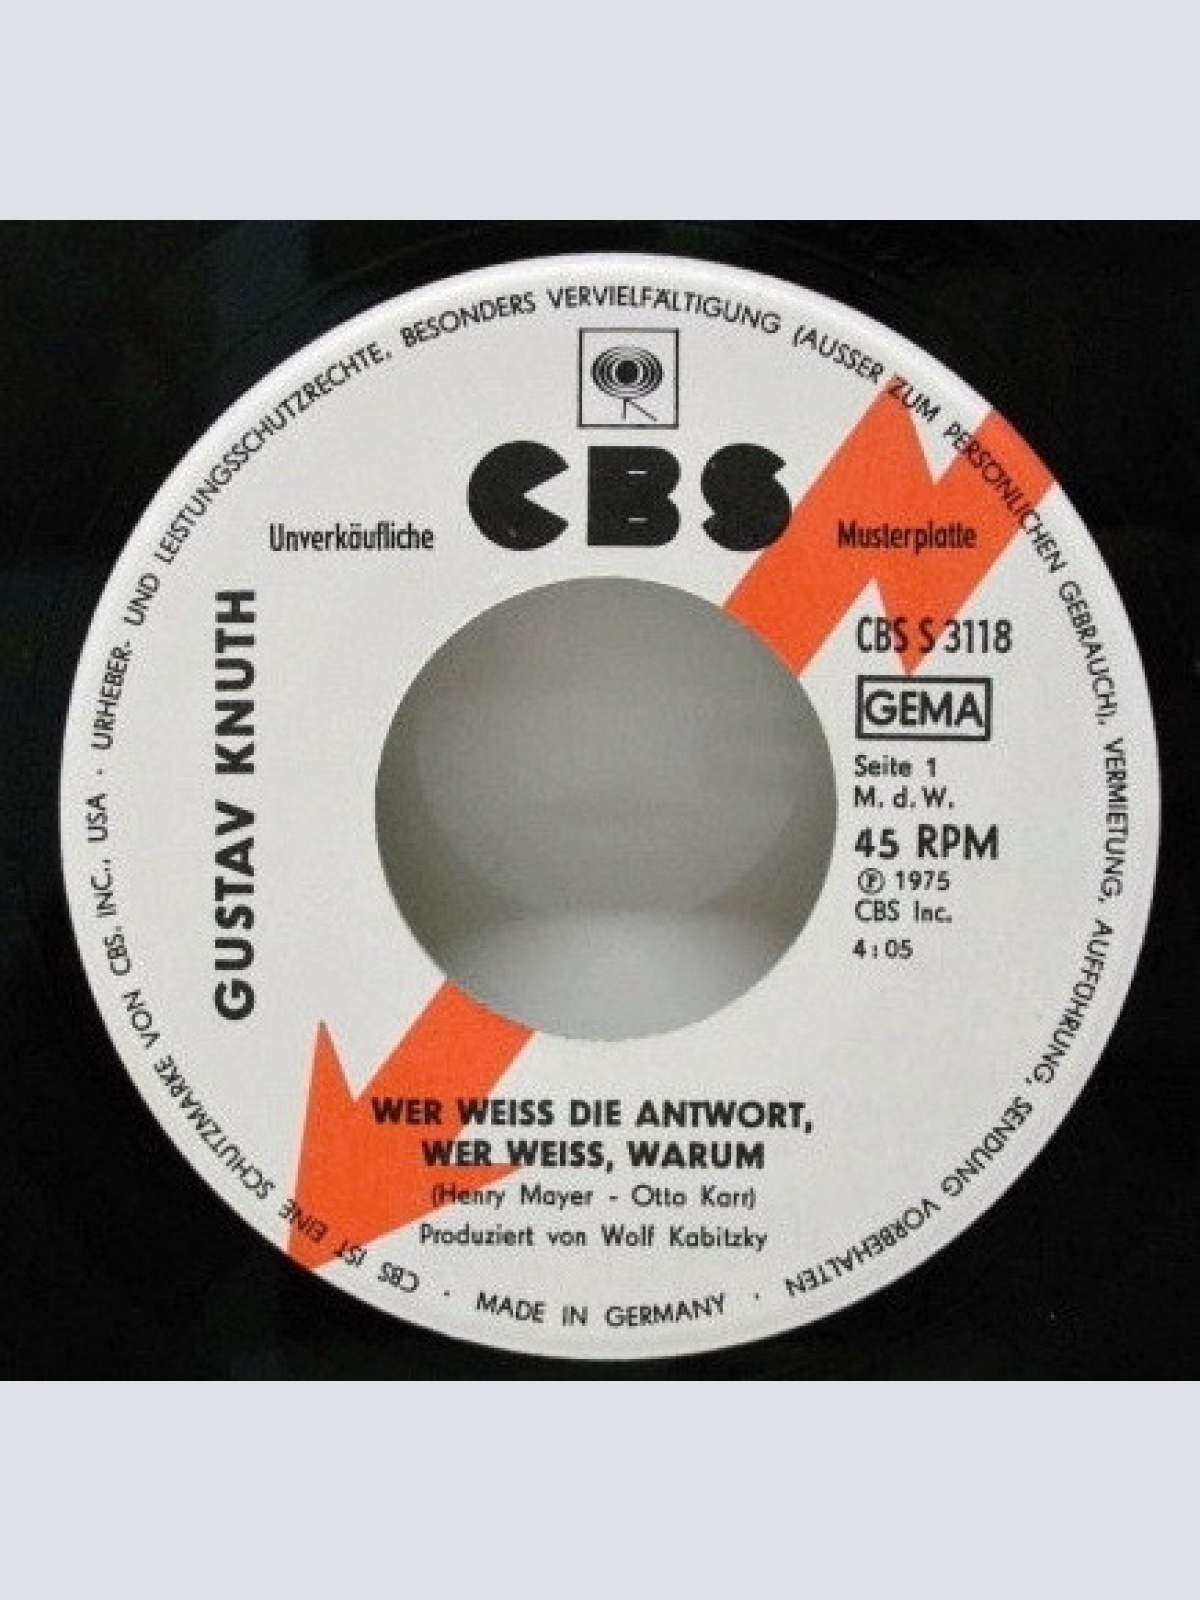 CBS
Unverkäufliche Musterplatte
GUSTAV KNUTH
CBS S 3118
GEMA
Seite 1
M. d. W.
45 RPM
Ⓟ 1975
CBS Inc.
4:05
WER WEISS DIE ANTWORT,
WER WEISS, WARUM
(Henry Mayer - Otto Karr)
Produziert von Wolf Kabitzky
CBS IST EINE SCHUTZMARKE VON CBS, INC., USA · URHEBER- UND LEISTUNGSSCHUTZRECHTE, BESONDERS VERVIELFÄLTIGUNG (AUSSER ZUM PERSÖNLICHEN GEBRAUCH), VERMIETUNG, AUFFÜHRUNG, SENDUNG VORBEHALTEN · MADE IN GERMANY ·